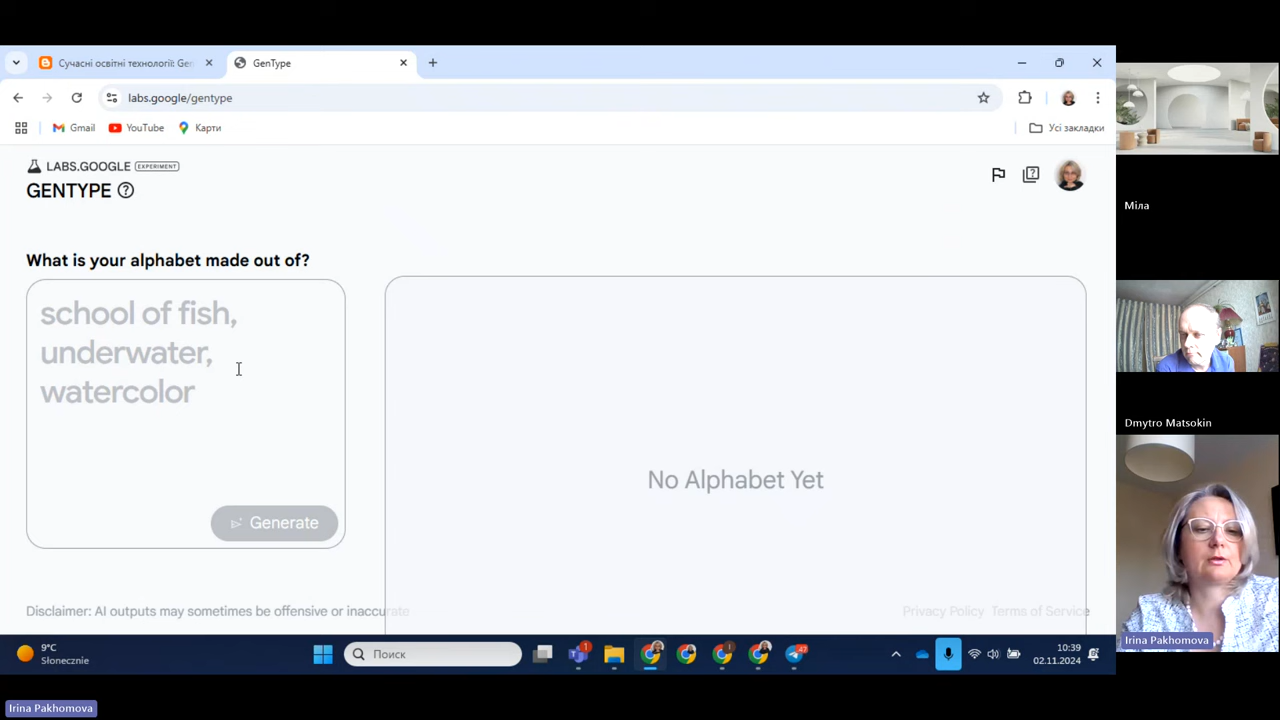 Сучасні освітні технології: Gen
GenType
labs.google/gentype
Gmail
YouTube
Карти
Усі закладки
LABS.GOOGLE EXPERIMENT
GENTYPE
What is your alphabet made out of?
school of fish,
underwater,
watercolor
Generate
No Alphabet Yet
Disclaimer: AI outputs may sometimes be offensive or inaccurate
Privacy Policy Terms of Service
9°C
Słonecznie
Поиск
1
47
10:39
02.11.2024
Міла
Dmytro Matsokin
Irina Pakhomova
Irina Pakhomova